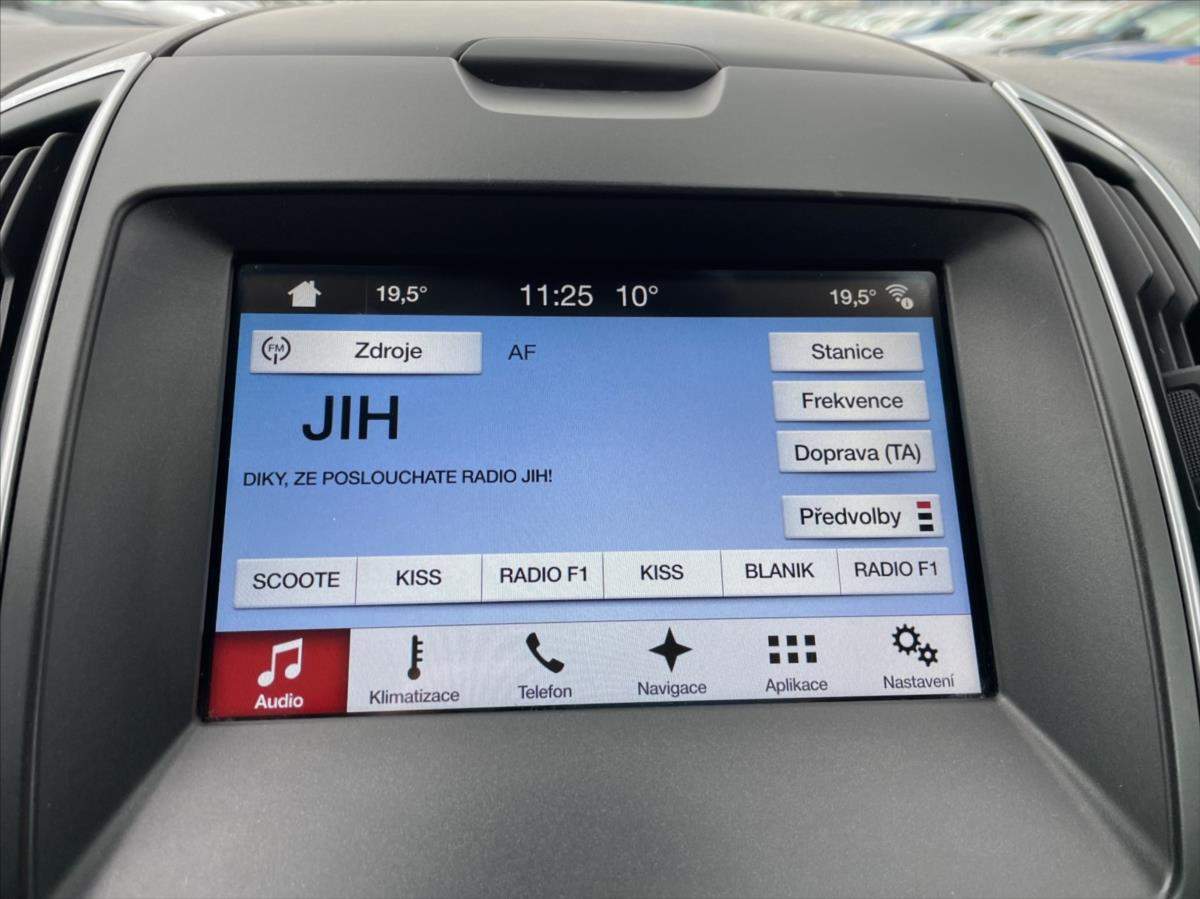 19,5° 11:25 10° 19,5°
FM Zdroje AF Stanice
JIH Frekvence
Doprava (TA)
DIKY, ZE POSLOUCHATE RADIO JIH!
Předvolby
SCOOTE KISS RADIO F1 KISS BLANIK RADIO F1
Audio Klimatizace Telefon Navigace Aplikace Nastavení